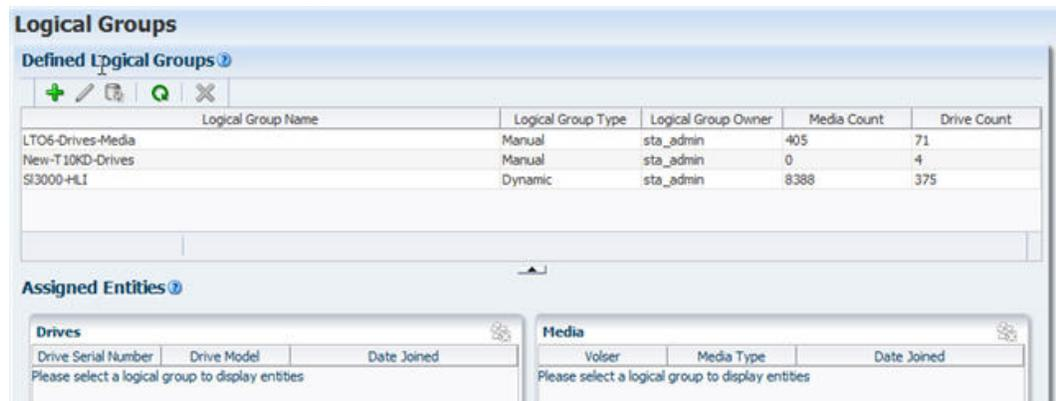 Logical Groups
Defined Logical Groups
Logical Group Name Logical Group Type Logical Group Owner Media Count Drive Count
LTO6-Drives-Media Manual sta_admin 405 71
New-T10KD-Drives Manual sta_admin 0 4
Sl3000-HLI Dynamic sta_admin 8388 375
Assigned Entities
Drives
Drive Serial Number Drive Model Date Joined
Please select a logical group to display entities
Media
Volser Media Type Date Joined
Please select a logical group to display entities